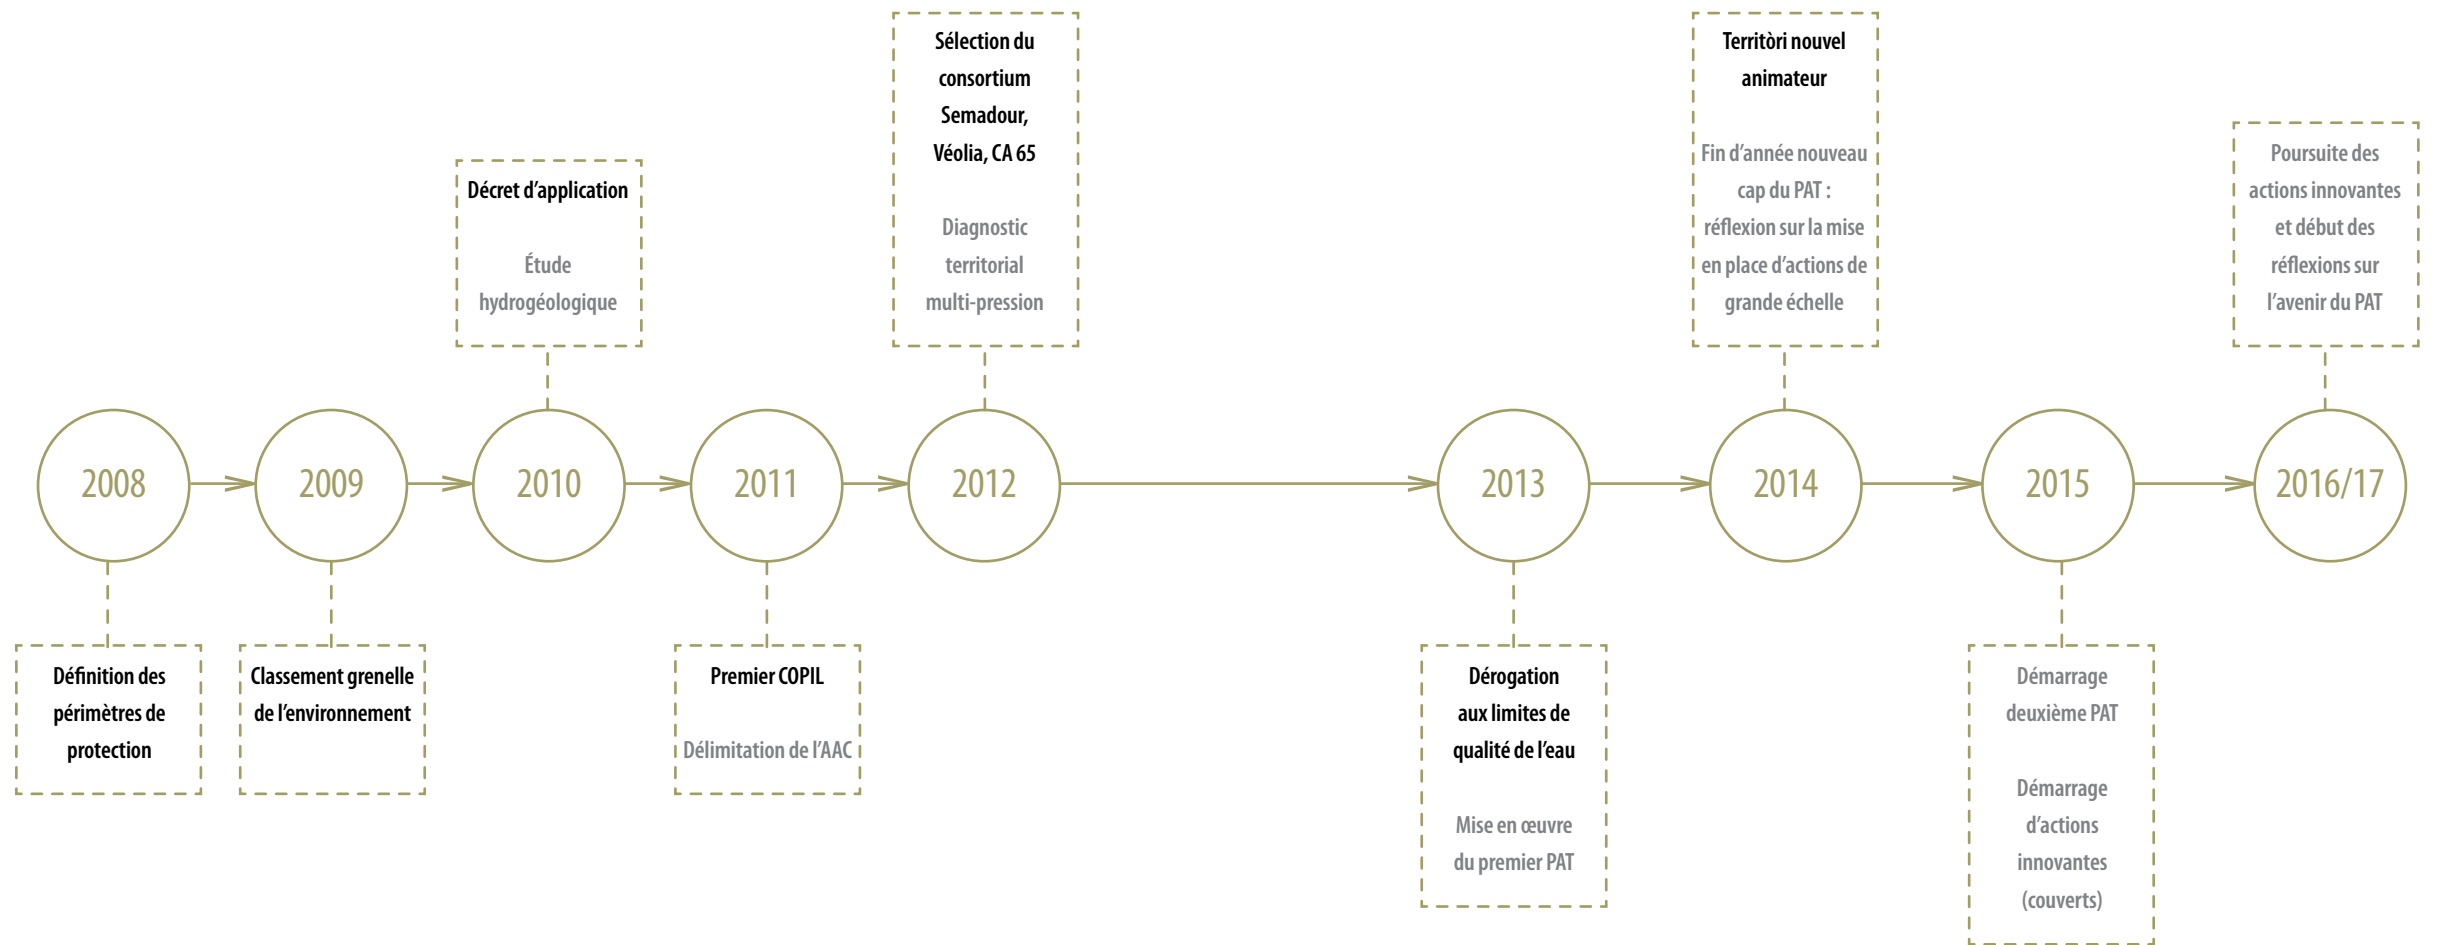 2008
Définition des
périmètres de
protection
2009
Classement grenelle
de l'environnement
Décret d'application
Étude
hydrogéologique
2010
2011
Premier COPIL
Délimitation de l'AAC
Sélection du
consortium
Semadour,
Véolia, CA 65
Diagnostic
territorial
multi-pression
2012
2013
Dérogation
aux limites de
qualité de l'eau
Mise en œuvre
du premier PAT
Territòri nouvel
animateur
Fin d'année nouveau
cap du PAT :
réflexion sur la mise
en place d'actions de
grande échelle
2014
2015
Démarrage
deuxième PAT
Démarrage
d'actions
innovantes
(couverts)
Poursuite des
actions innovantes
et début des
réflexions sur
l'avenir du PAT
2016/17